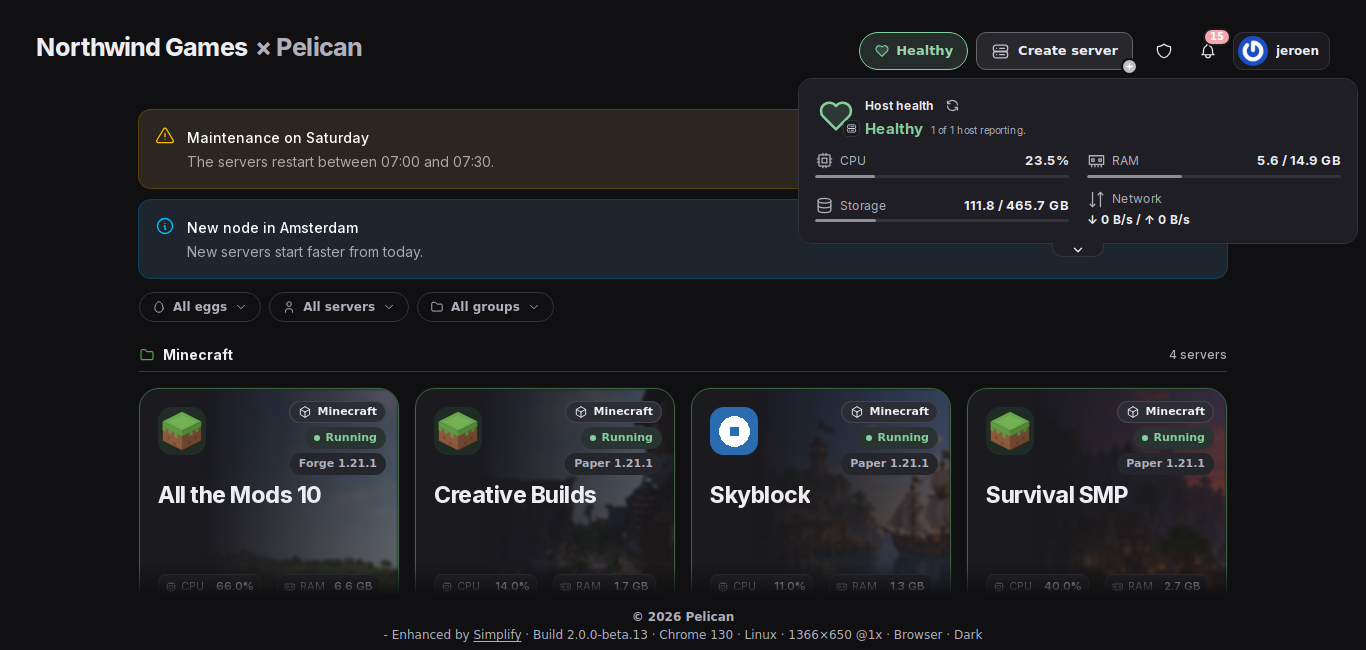 Northwind Games × Pelican
Healthy
Create server
15
jeroen
Host health
Healthy 1 of 1 host reporting.
CPU 23.5%
RAM 5.6 / 14.9 GB
Storage 111.8 / 465.7 GB
Network
↓ 0 B/s / ↑ 0 B/s
Maintenance on Saturday
The servers restart between 07:00 and 07:30.
New node in Amsterdam
New servers start faster from today.
All eggs
All servers
All groups
Minecraft
4 servers
Minecraft
Running
Forge 1.21.1
All the Mods 10
CPU 66.0% RAM 6.6 GB
Minecraft
Running
Paper 1.21.1
Creative Builds
CPU 14.0% RAM 1.7 GB
Minecraft
Running
Paper 1.21.1
Skyblock
CPU 11.0% RAM 1.3 GB
Minecraft
Running
Paper 1.21.1
Survival SMP
CPU 40.0% RAM 2.7 GB
© 2026 Pelican
- Enhanced by Simplify · Build 2.0.0-beta.13 · Chrome 130 · Linux · 1366×650 @1x · Browser · Dark